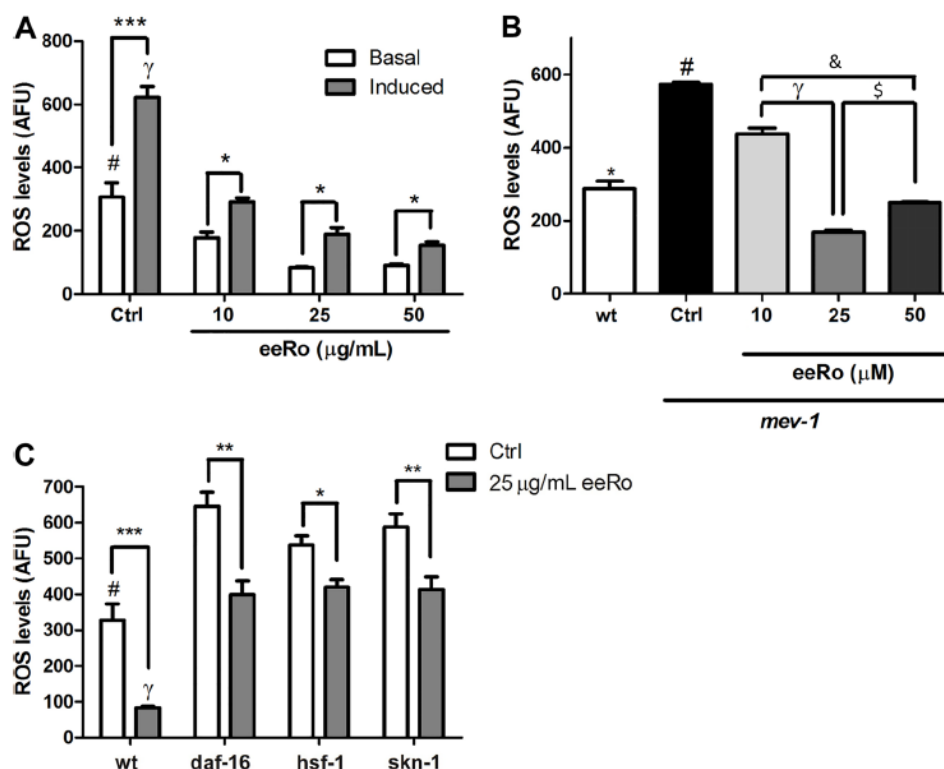 A
ROS levels (AFU)
800
600
400
200
0
***
γ
#
*
*
*
Basal
Induced
Ctrl 10 25 50
eeRo (μg/mL)
B
ROS levels (AFU)
600
400
200
0
*
#
&
γ $
wt Ctrl 10 25 50
eeRo (μM)
mev-1
C
ROS levels (AFU)
700
600
500
400
300
200
100
0
***
#
γ
**
*
**
Ctrl
25 μg/mL eeRo
wt daf-16 hsf-1 skn-1